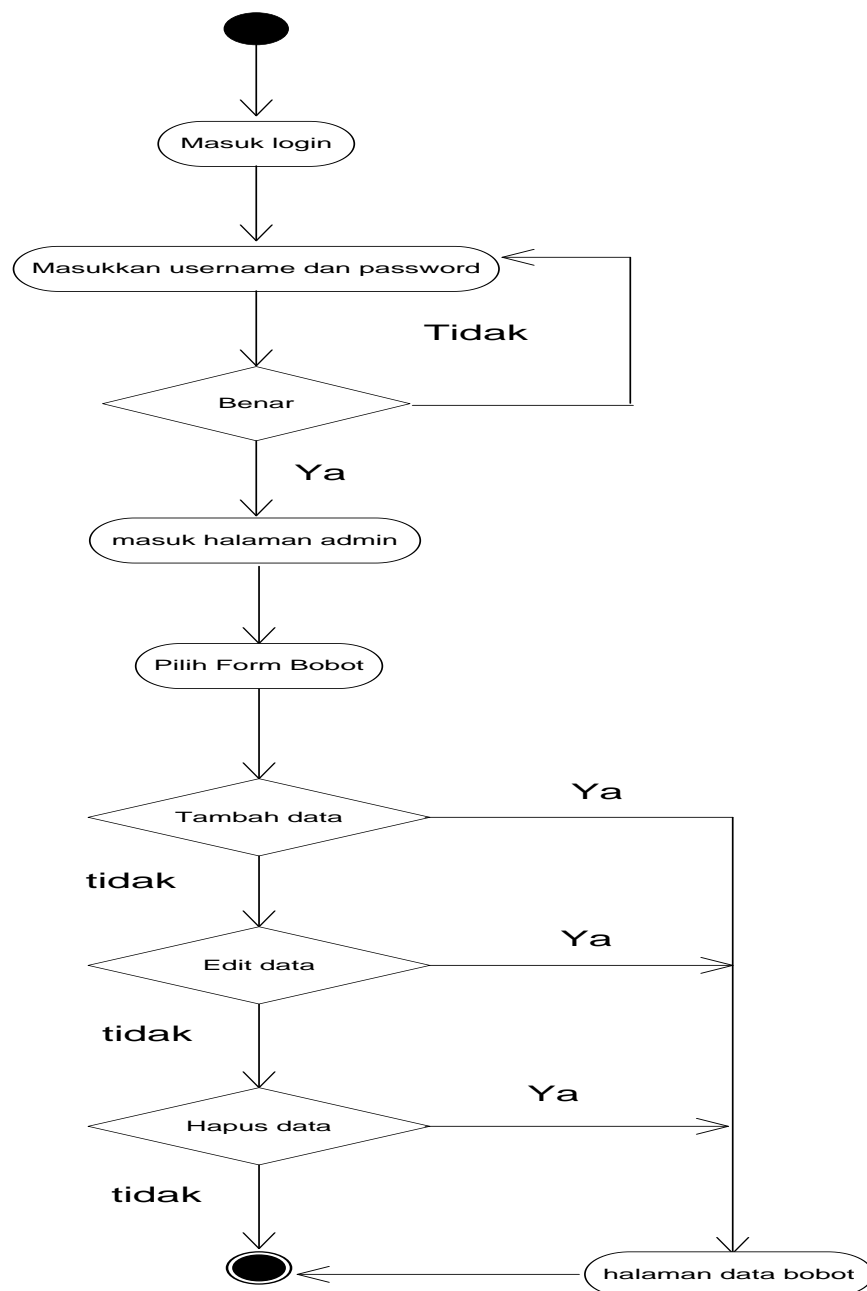 Masuk login
Masukkan username dan password
Tidak
Benar
Ya
masuk halaman admin
Pilih Form Bobot
Ya
Tambah data
tidak
Ya
Edit data
tidak
Ya
Hapus data
tidak
halaman data bobot